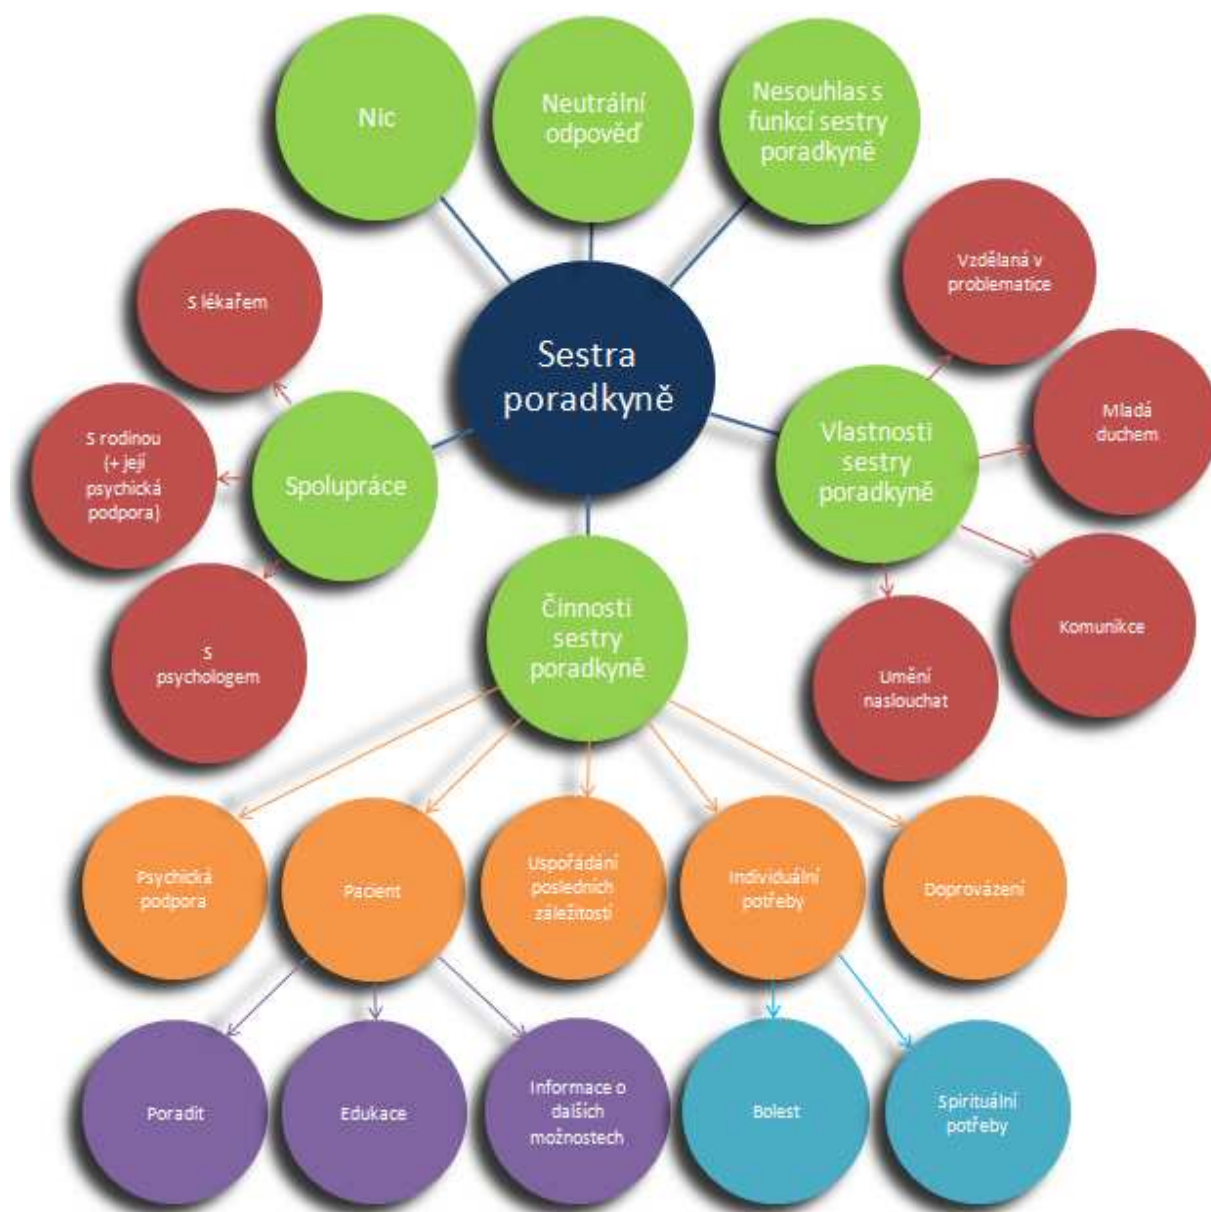 Nic
Neutrální
odpověď
Nesouhlas s
funkcí sestry
poradkyně
Vzdělaná v
problematice
S lékařem
Sestra
poradkyně
Mladá
duchem
S rodinou
(+ její
psychická
podpora)
Spolupráce
Vlastnosti
sestry
poradkyně
Činnosti
sestry
poradkyně
Komunikce
S
psychologem
Umění
naslouchat
Psychická
podpora
Pacient
Uspořádání
posledních
záležitostí
Individuální
potřeby
Doprovázení
Poradit
Edukace
Informace o
dalších
možnostech
Bolest
Spirituální
potřeby